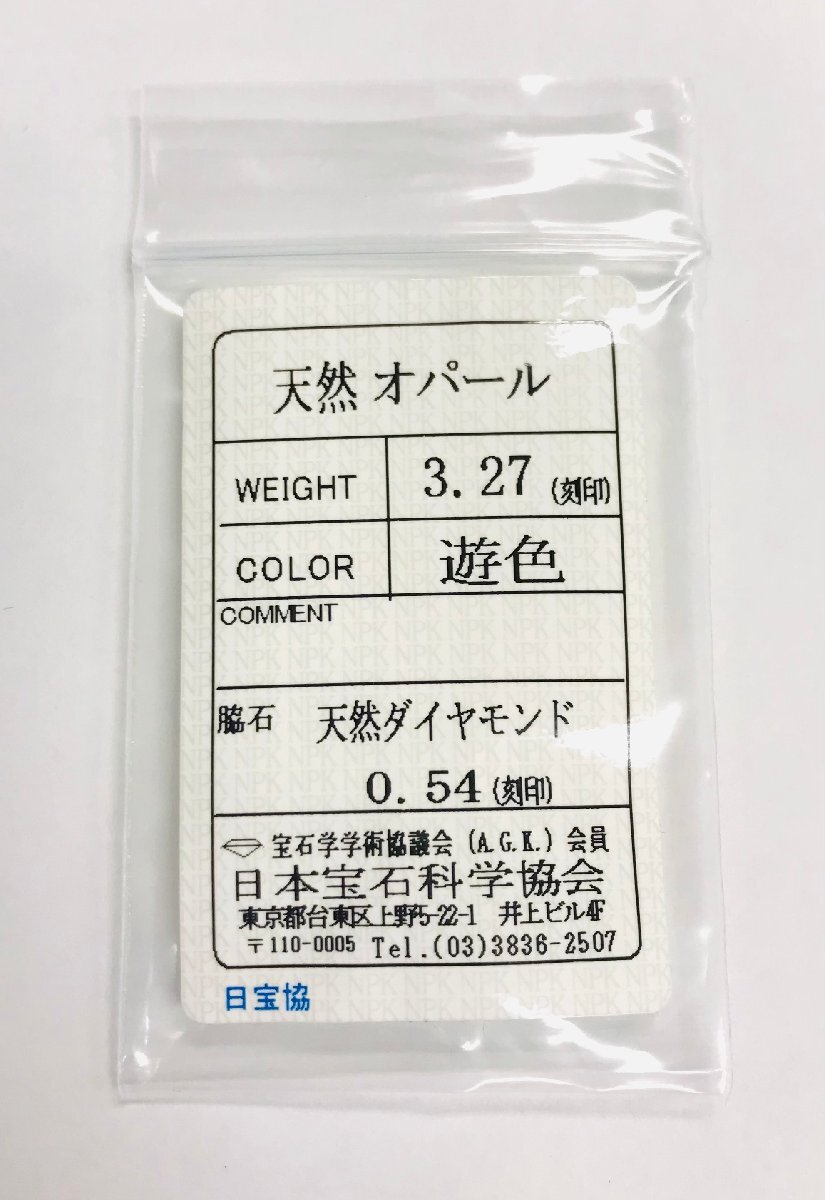 天然 オパール
WEIGHT 3.27 (刻印)
COLOR 遊色
COMMENT
脇石 天然ダイヤモンド
0.54 (刻印)
宝石学学術協議会 (A.G.K.) 会員
日本宝石科学協会
東京都台東区上野5-22-1 井上ビル4F
〒110-0005 Tel.(03)3836-2507
日宝協